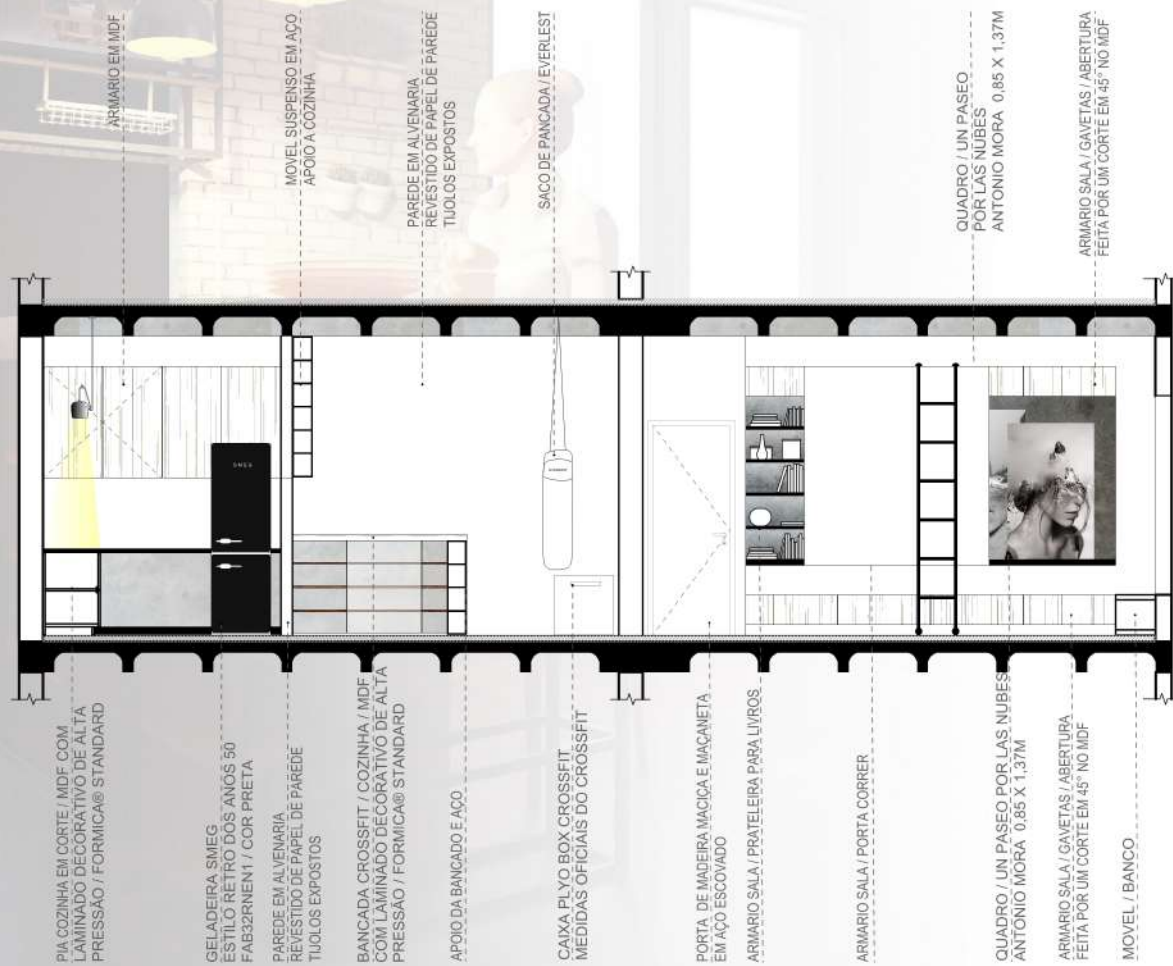 PIA COZINHA EM CORTE / MDF COM
LAMINADO DECORATIVO DE ALTA
PRESSÃO / FORMICA® STANDARD
GELADEIRA SMEG
ESTILO RETRO DOS ANOS 50
FAB32RNEN1 / COR PRETA
PAREDE EM ALVENARIA
REVESTIDO DE PAPEL DE PAREDE
TIJOLOS EXPOSTOS
BANCADA CROSSFIT / COZINHA / MDF
COM LAMINADO DECORATIVO DE ALTA
PRESSÃO / FORMICA® STANDARD
APOIO DA BANCADO E AÇO
CAIXA PLYO BOX CROSSFIT
MEDIDAS OFICIAIS DO CROSSFIT
PORTA DE MADEIRA MACIÇA E MAÇANETA
EM AÇO ESCOVADO
ARMARIO SALA / PRATELEIRA PARA LIVROS
ARMARIO SALA / PORTA CORRER
QUADRO / UN PASEO POR LAS NUBES
ANTONIO MORA 0,85 X 1,37M
ARMARIO SALA / GAVETAS / ABERTURA
FEITA POR UM CORTE EM 45° NO MDF
MOVEL / BANCO
SMEG
ARMARIO EM MDF
MOVEL SUSPENSO EM AÇO
APOIO A COZINHA
PAREDE EM ALVENARIA
REVESTIDO DE PAPEL DE PAREDE
TIJOLOS EXPOSTOS
SACO DE PANCADA / EVERLEST
QUADRO / UN PASEO
POR LAS NUBES
ANTONIO MORA 0,85 X 1,37M
ARMARIO SALA / GAVETAS / ABERTURA
FEITA POR UM CORTE EM 45° NO MDF